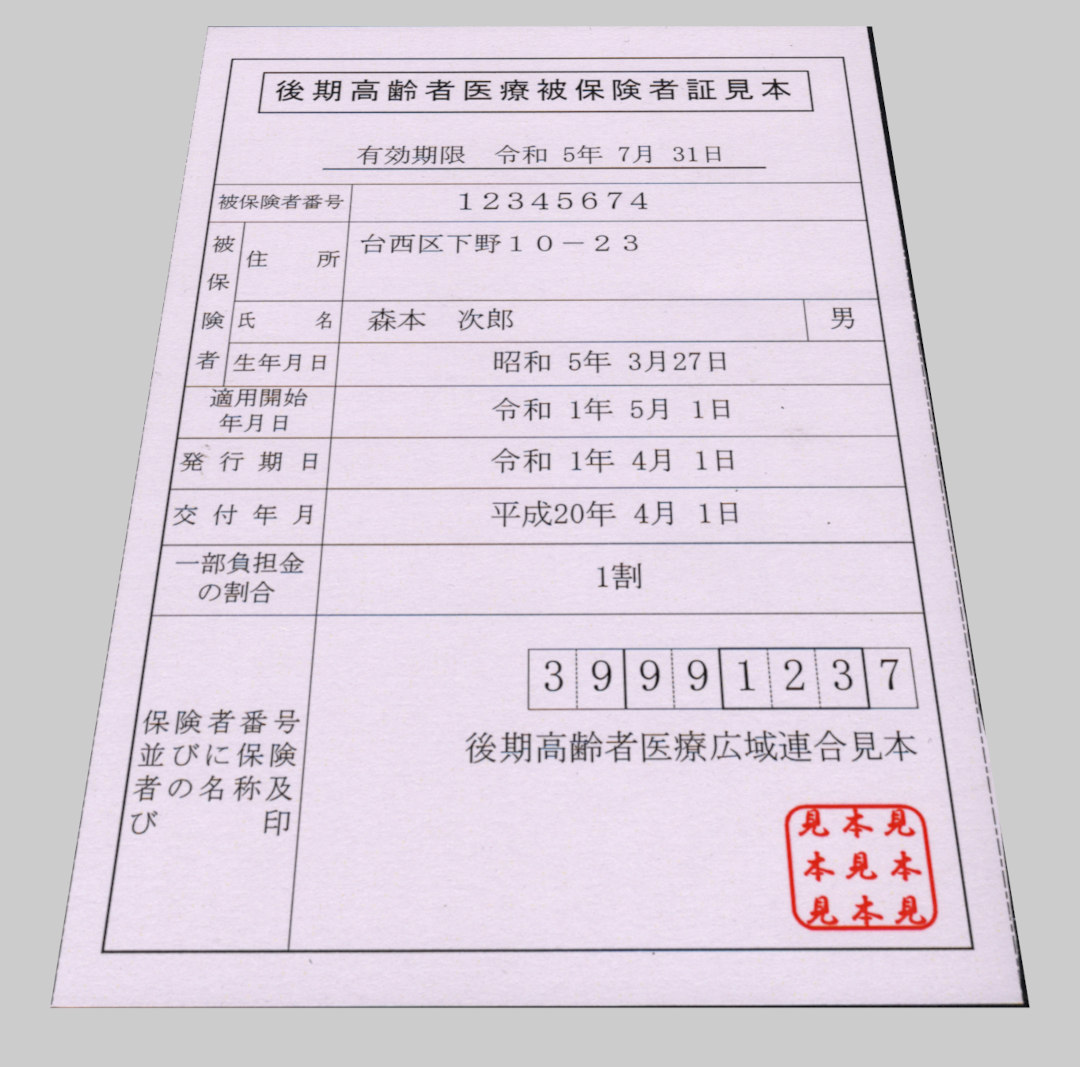 後期高齢者医療被保険者証見本
有効期限 令和 5年 7月 31日
被保険者番号 12345674
被保険者
住所 台西区下野10-23
氏名 森本 次郎 男
生年月日 昭和 5年 3月27日
適用開始
年月日 令和 1年 5月 1日
発行期日 令和 1年 4月 1日
交付年月 平成20年 4月 1日
一部負担金
の割合 1割
39991237
保険者番号
並びに保険
者の名称及
び印
後期高齢者医療広域連合見本
見本見
本見本
見本見